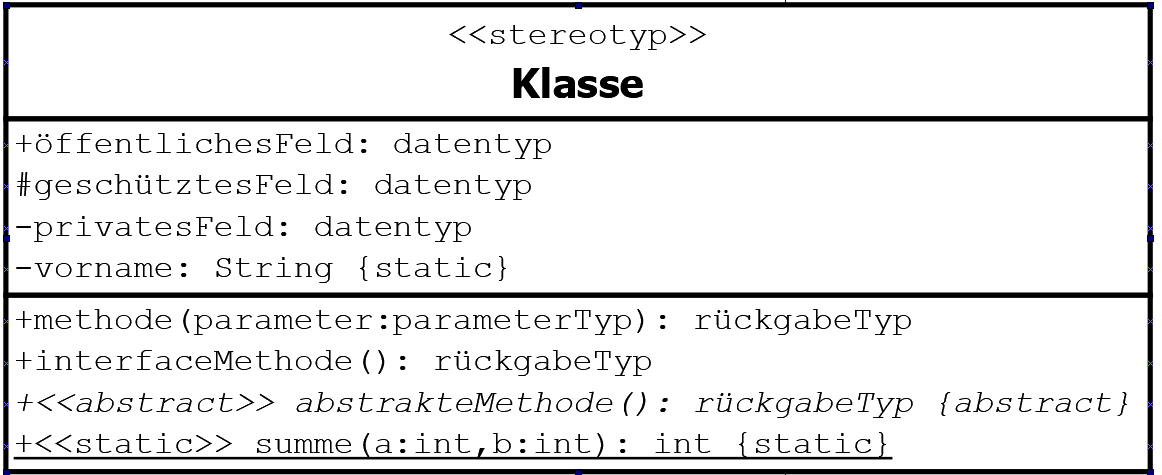 <<stereotyp>>
Klasse
+öffentlichesFeld: datentyp
#geschütztesFeld: datentyp
-privatesFeld: datentyp
-vorname: String {static}
+methode(parameter:parameterTyp): rückgabeTyp
+interfaceMethode(): rückgabeTyp
+<<abstract>> abstrakteMethode(): rückgabeTyp {abstract}
+<<static>> summe(a:int,b:int): int {static}